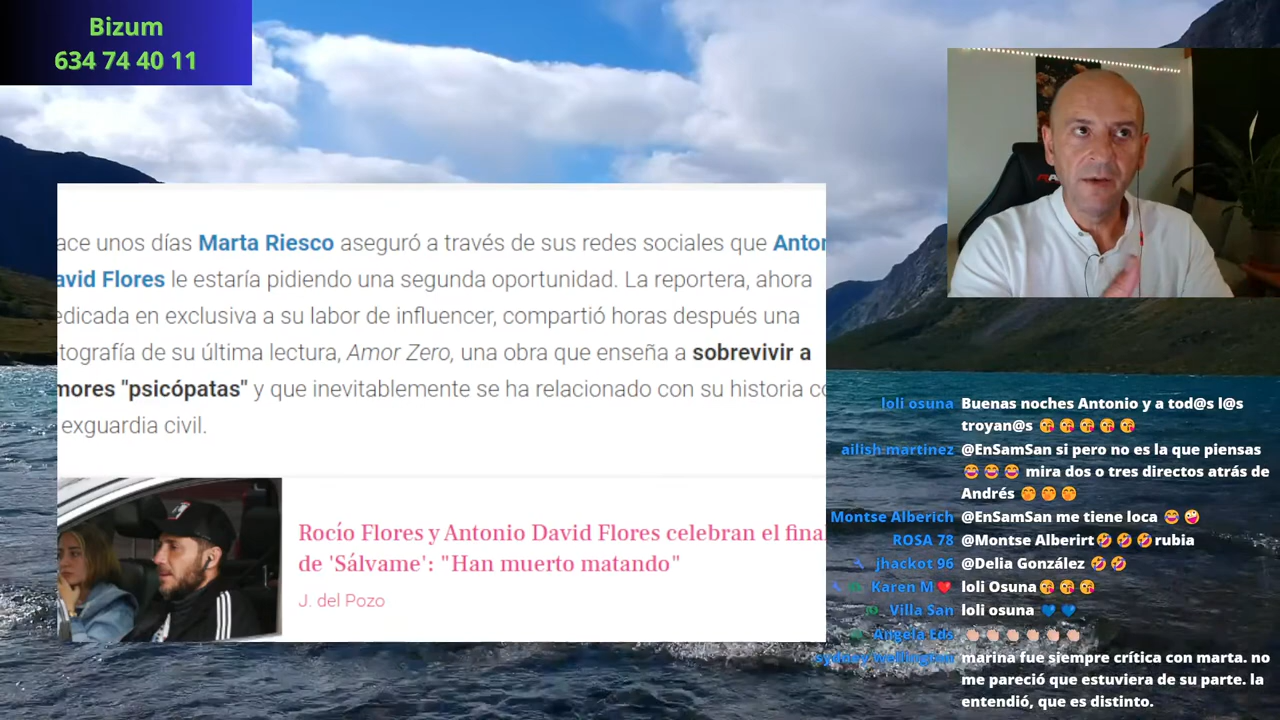 Bizum
634 74 40 11
ace unos días Marta Riesco aseguró a través de sus redes sociales que Anton
avid Flores le estaría pidiendo una segunda oportunidad. La reportera, ahora
edicada en exclusiva a su labor de influencer, compartió horas después una
tografía de su última lectura, Amor Zero, una obra que enseña a sobrevivir a
mores "psicópatas" y que inevitablemente se ha relacionado con su historia co
exguardia civil.
Rocío Flores y Antonio David Flores celebran el final
de 'Sálvame': "Han muerto matando"
J. del Pozo
loli osuna Buenas noches Antonio y a tod@s l@s
troyan@s 😘 😘 😘 😘 😘
ailish martinez @EnSamSan si pero no es la que piensas
😂 😂 😂 mira dos o tres directos atrás de
Andrés 🤭 🤭 🤭
Montse Alberich @EnSamSan me tiene loca 😂 🤪
ROSA 78 @Montse Alberirt🤣 🤣 🤣 rubia
jhackot 96 @Delia González 🤣 🤣
Karen M❤️ loli Osuna😘 😘 😘
Villa San loli osuna 💙 💙
Angela Eds 👏🏻 👏🏻 👏🏻 👏🏻 👏🏻 👏🏻
sydney wellington marina fue siempre crítica con marta. no
me pareció que estuviera de su parte. la
entendió, que es distinto.